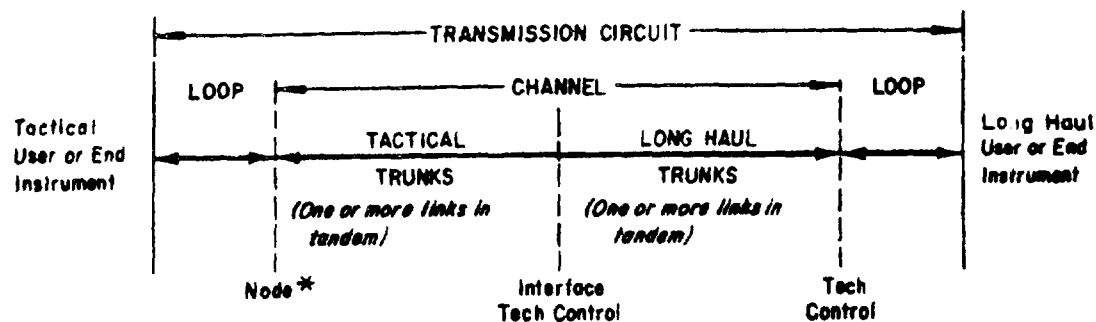 TRANSMISSION CIRCUIT
LOOP
CHANNEL
LOOP
Tactical
User or End
Instrument
TACTICAL
TRUNKS
(One or more links in
tandem)
LONG HAUL
TRUNKS
(One or more links in
tandem)
Long Haul
User or End
Instrument
Node*
Interface
Tech Control
Tech
Control